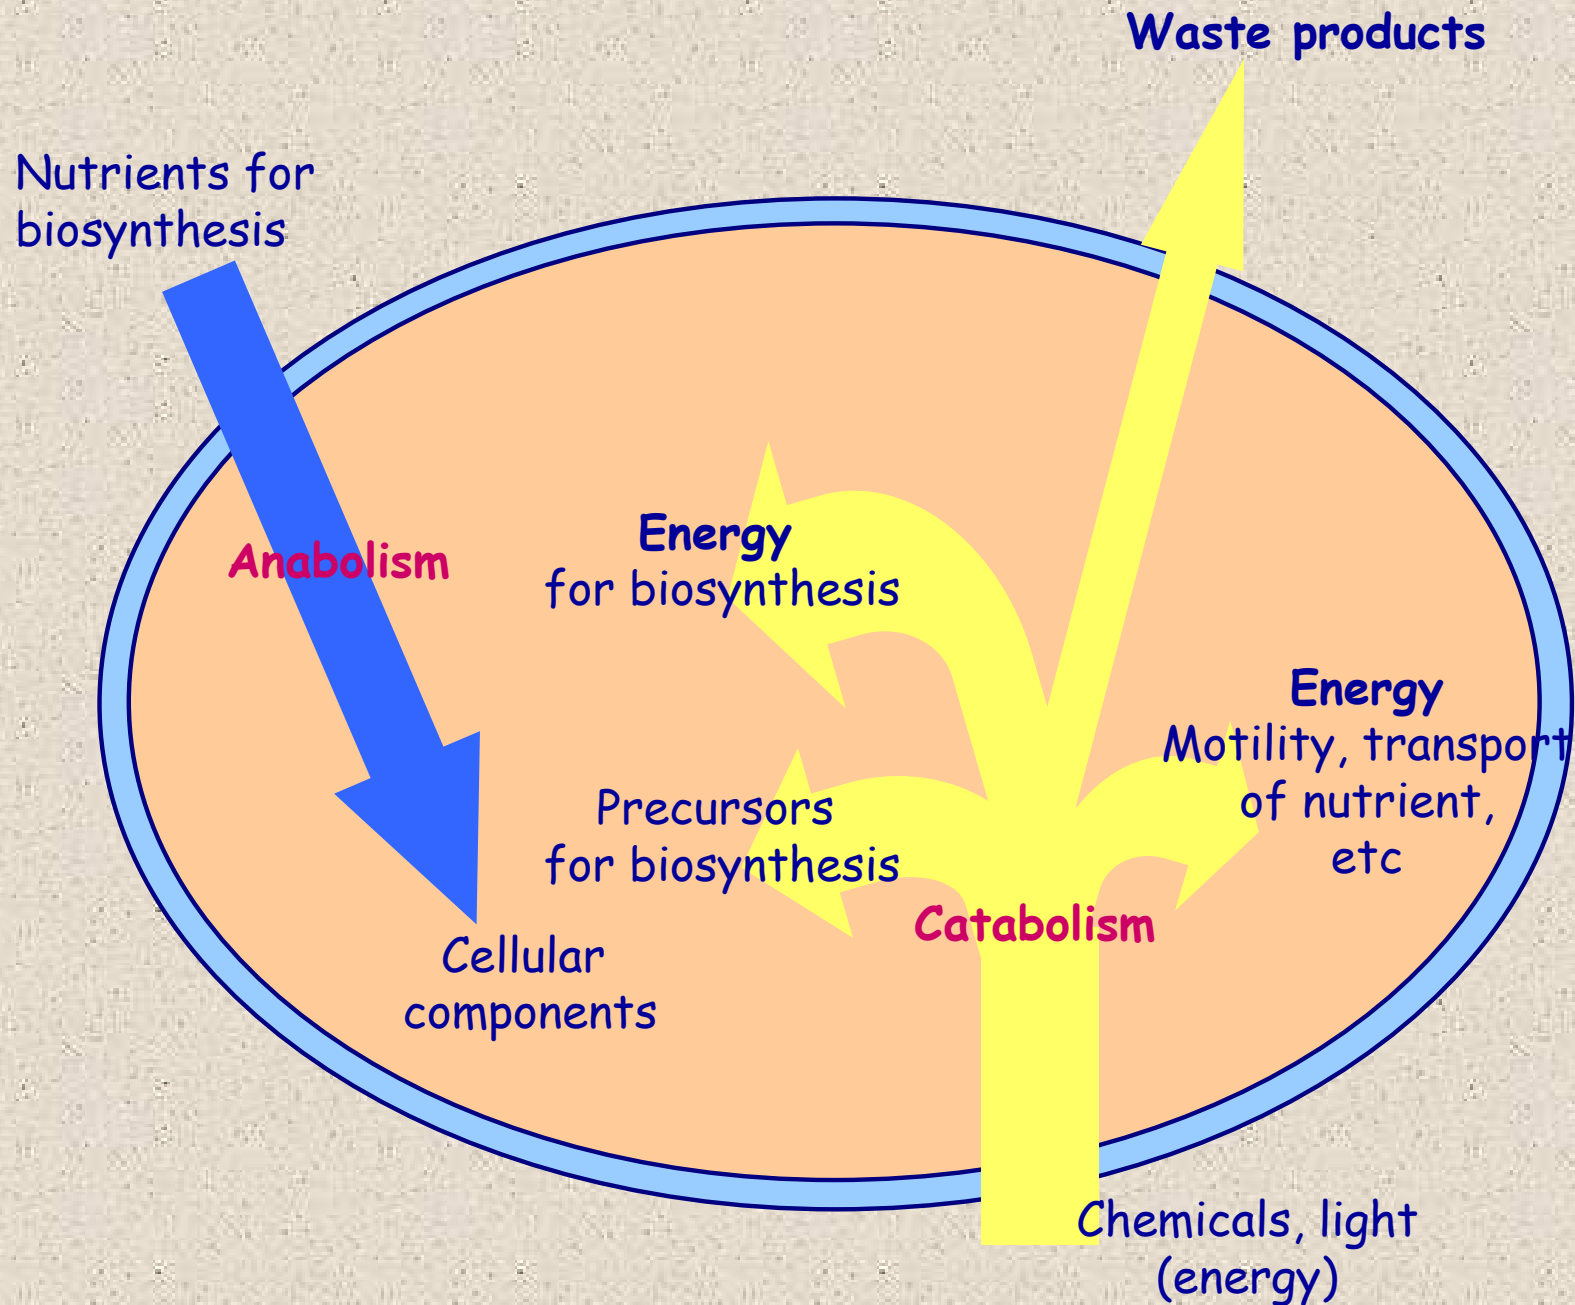 Waste products
Nutrients for
biosynthesis
Anabolism
Energy
for biosynthesis
Energy
Motility, transport
of nutrient,
etc
Precursors
for biosynthesis
Catabolism
Cellular
components
Chemicals, light
(energy)